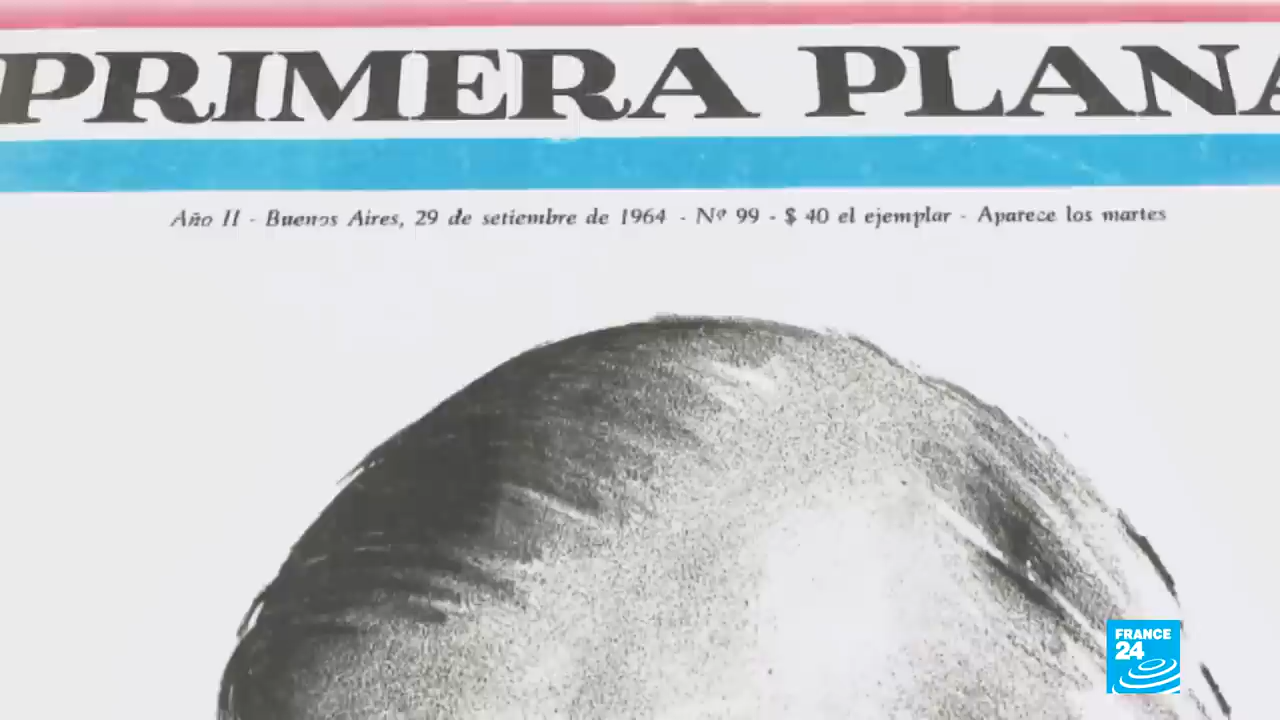 PRIMERA PLANA
Año II - Buenos Aires, 29 de setiembre de 1964 - Nº 99 - $ 40 el ejemplar - Aparece los martes
FRANCE
24